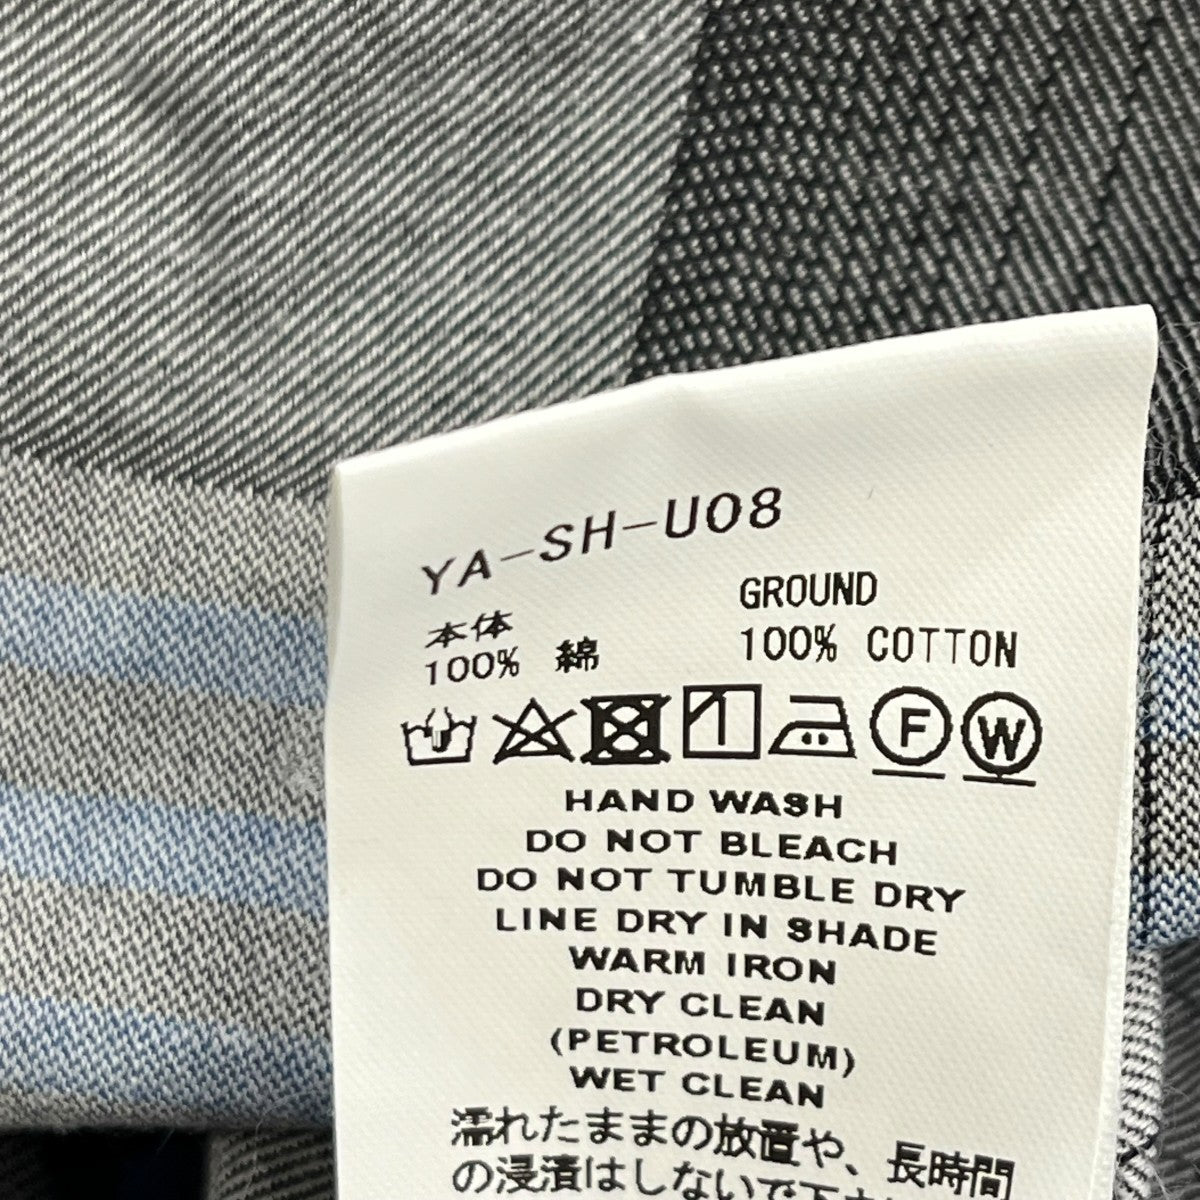 YA-SH-U08
本体
100% 綿
GROUND
100% COTTON
F W
HAND WASH
DO NOT BLEACH
DO NOT TUMBLE DRY
LINE DRY IN SHADE
WARM IRON
DRY CLEAN
(PETROLEUM)
WET CLEAN
濡れたままの放置や、長時間
の浸漬はしないで下さ